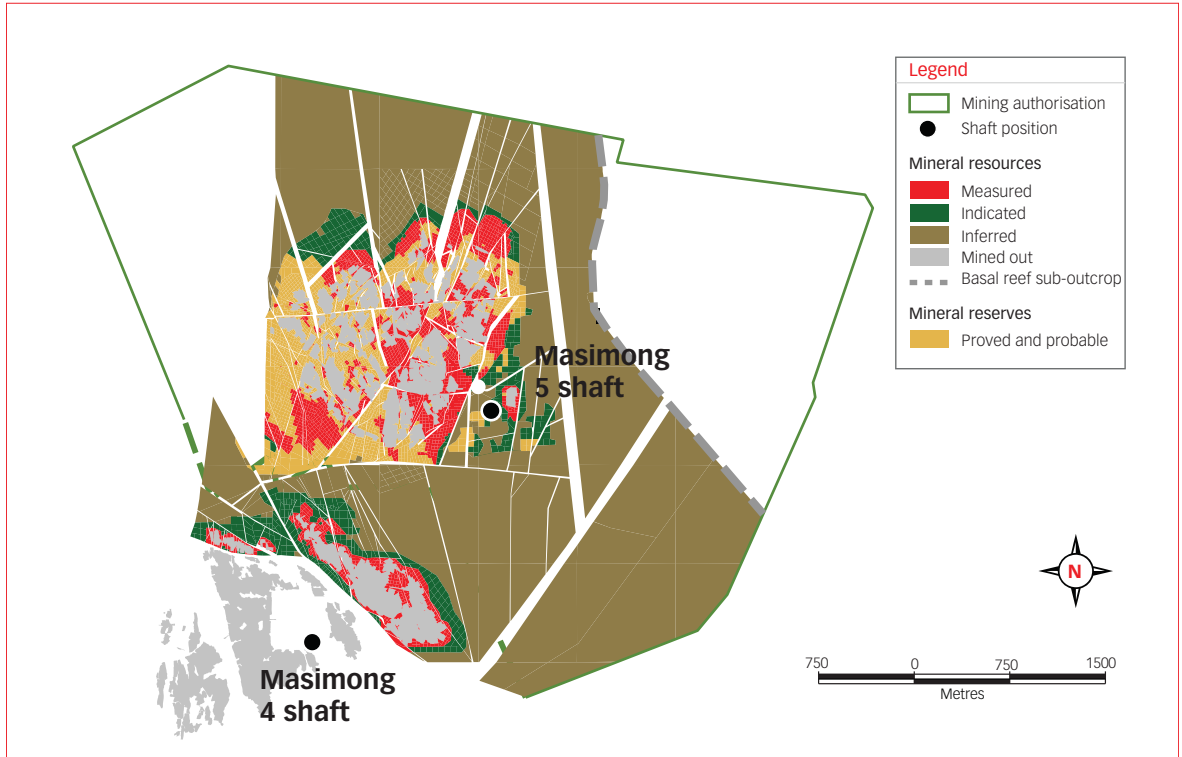 Legend
Mining authorisation
Shaft position
Mineral resources
Measured
Indicated
Inferred
Mined out
Basal reef sub-outcrop
Mineral reserves
Proved and probable
Masimong
5 shaft
Masimong
4 shaft
N
750 0 750 1500
Metres